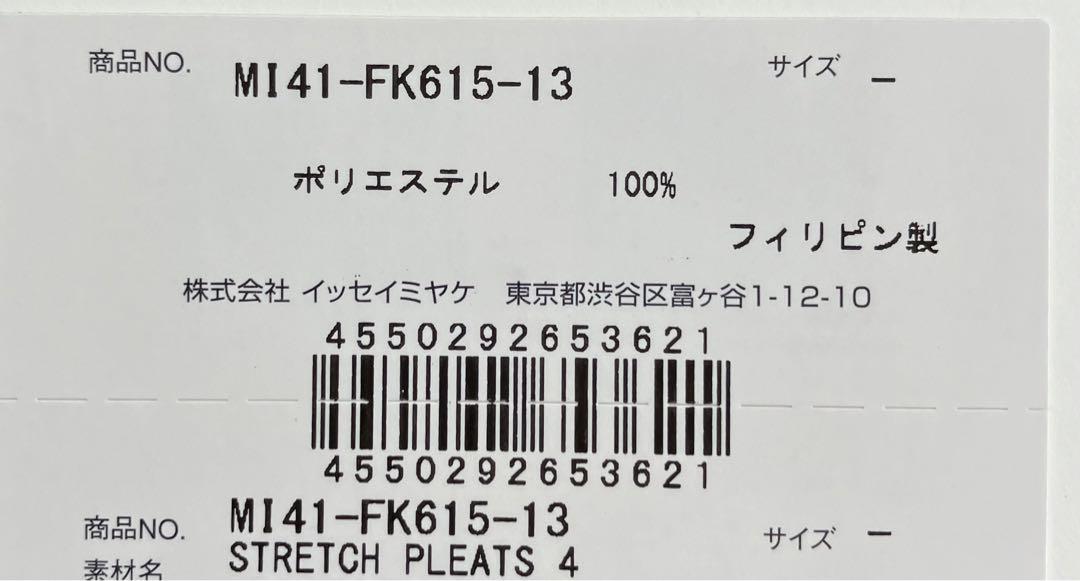 商品NO. MI41-FK615-13 サイズ −
ポリエステル 100%
フィリピン製
株式会社 イッセイミヤケ 東京都渋谷区富ヶ谷1-12-10
4550292653621
4550292653621
商品NO. MI41-FK615-13 サイズ −
素材名 STRETCH PLEATS 4